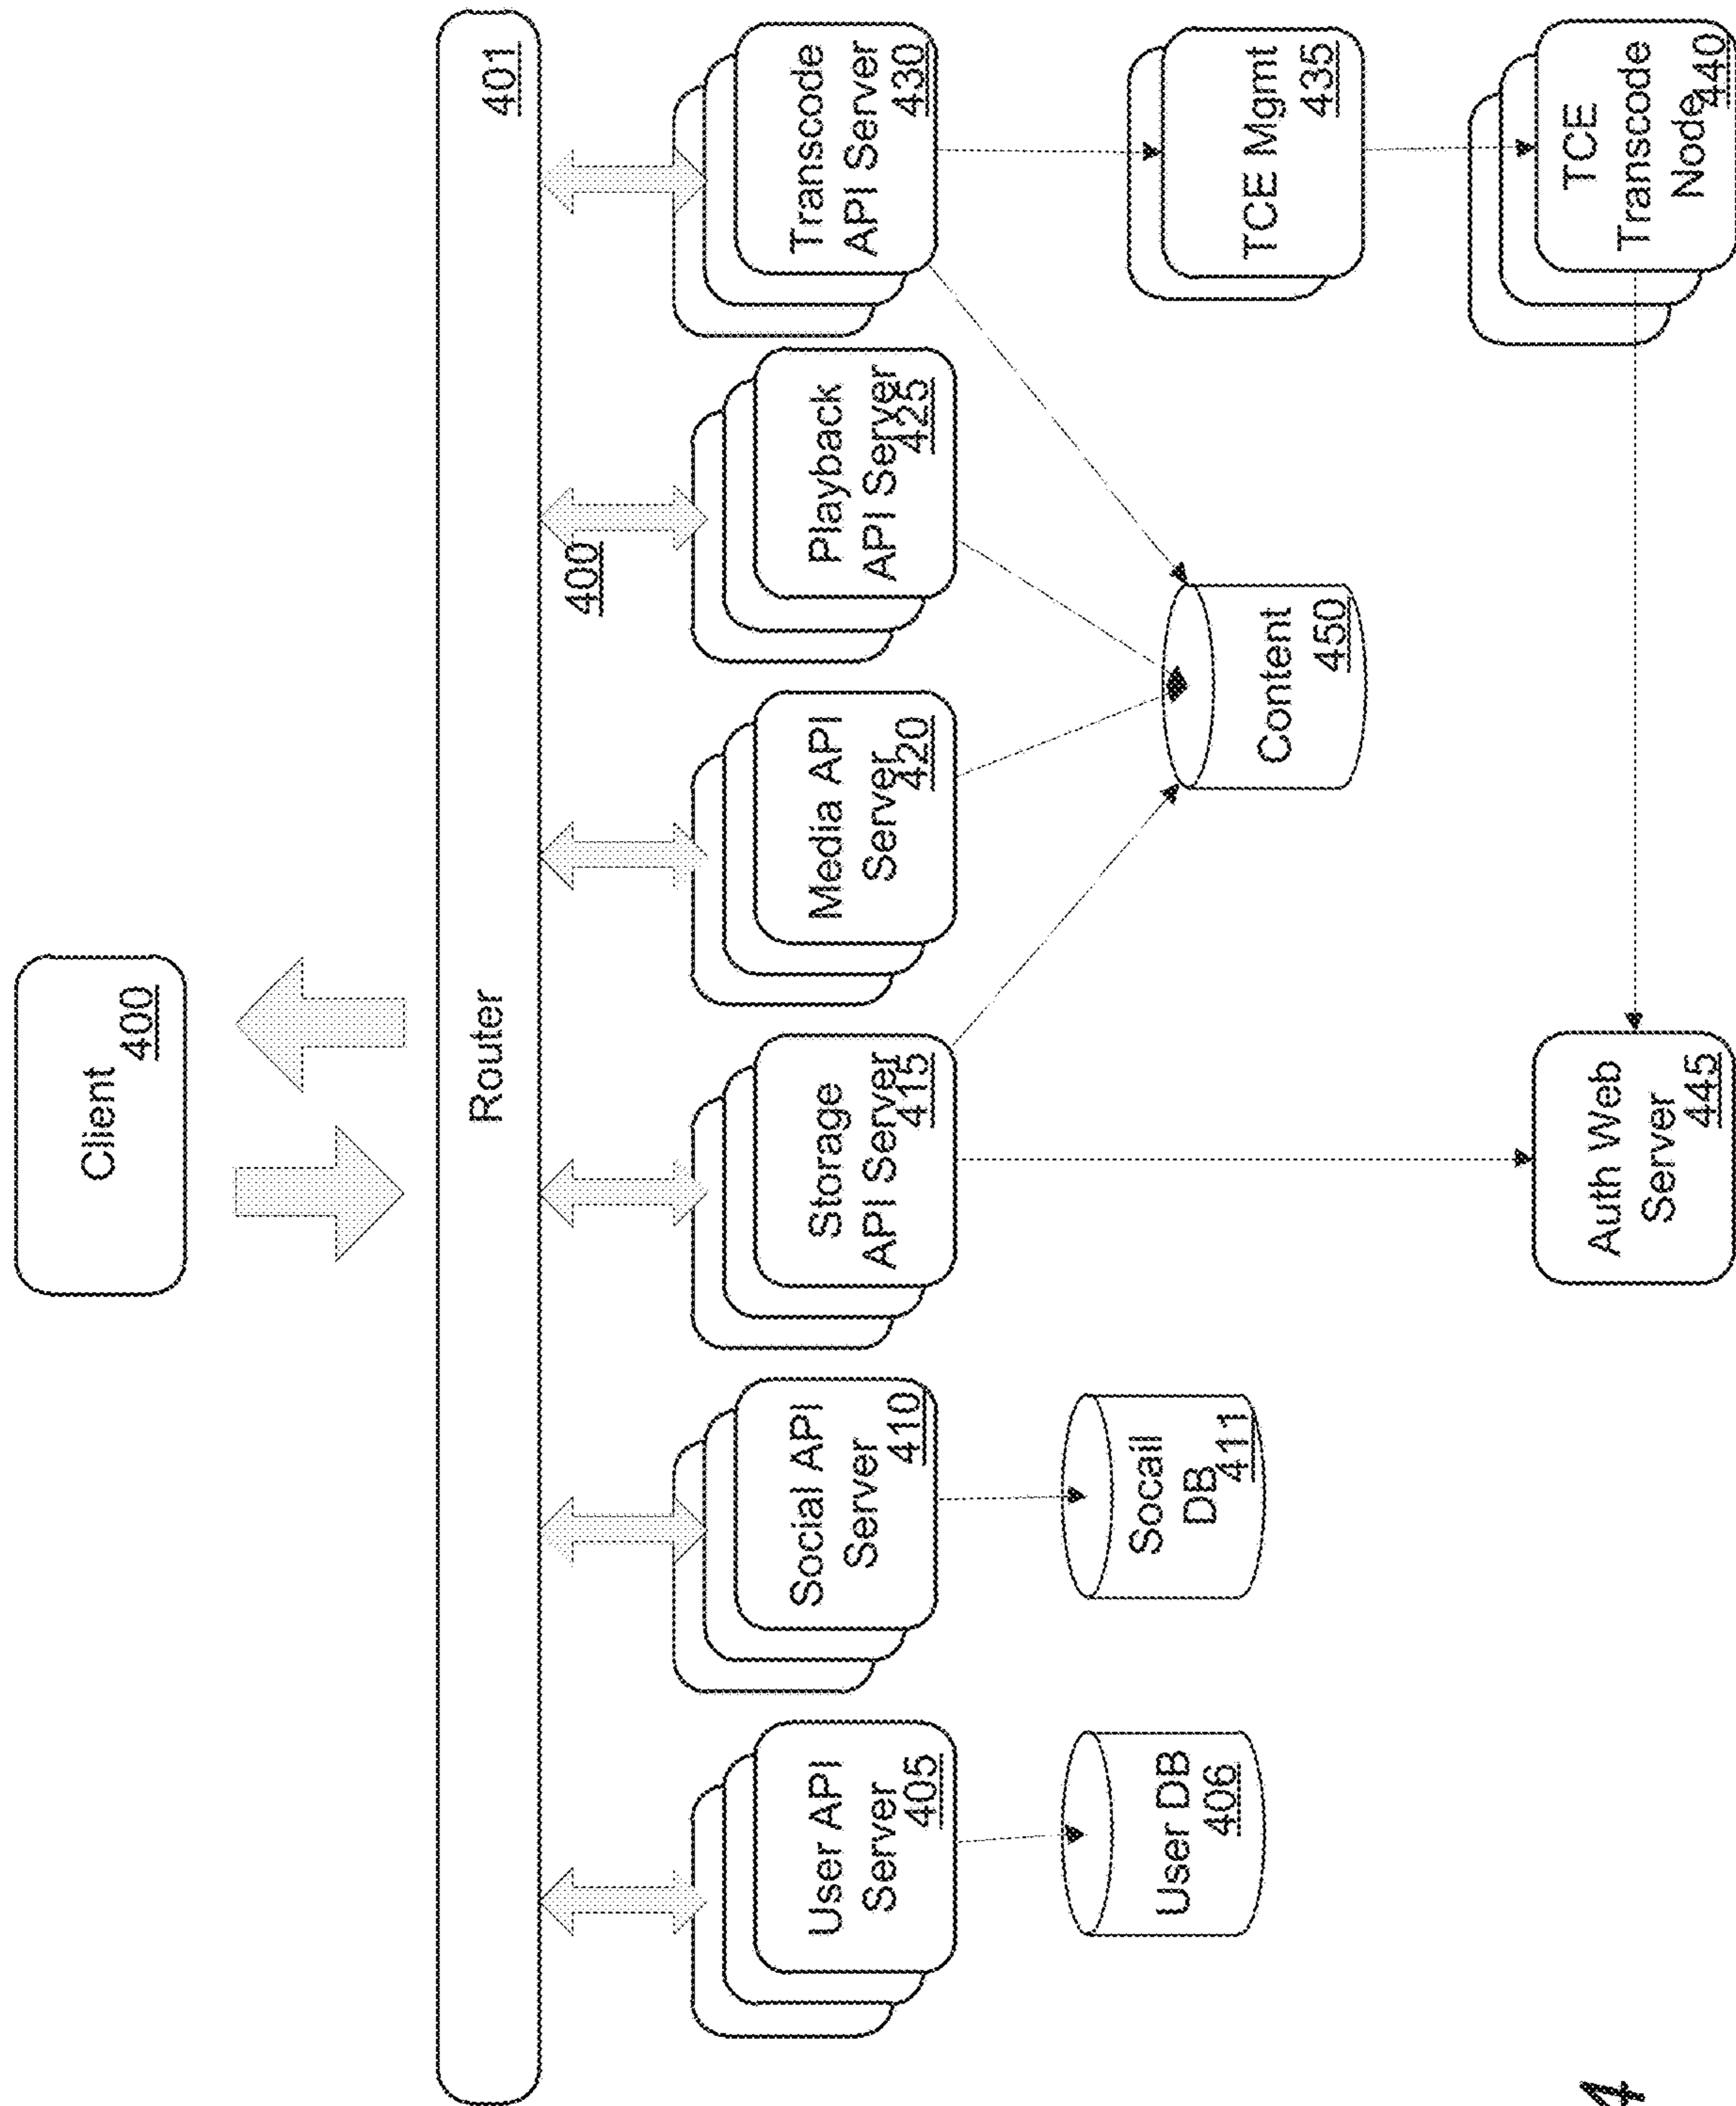 Client
400
Router
401
400
User API
Server
405
Social API
Server
410
Storage
API Server
415
Media API
Server
420
Playback
API Server
425
Transcode
API Server
430
User DB
406
Socail
DB
411
Content
450
TCE Mgmt
435
Auth Web
Server
445
TCE
Transcode
Node
440
4